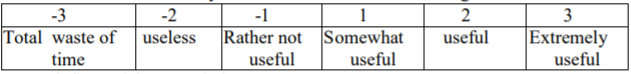 -3 -2 -1 1 2 3
Total waste of useless Rather not Somewhat useful Extremely
time useful useful useful